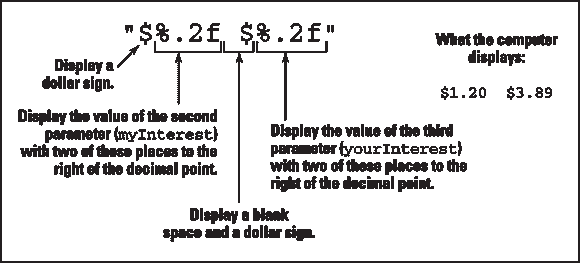 "$%.2f $%.2f"
Display a
dollar sign.
Display the value of the second
parameter (myInterest)
with two of these places to the
right of the decimal point.
Display a blank
space and a dollar sign.
Display the value of the third
parameter (yourInterest)
with two of these places to the
right of the decimal point.
What the computer
displays:
$1.20 $3.89